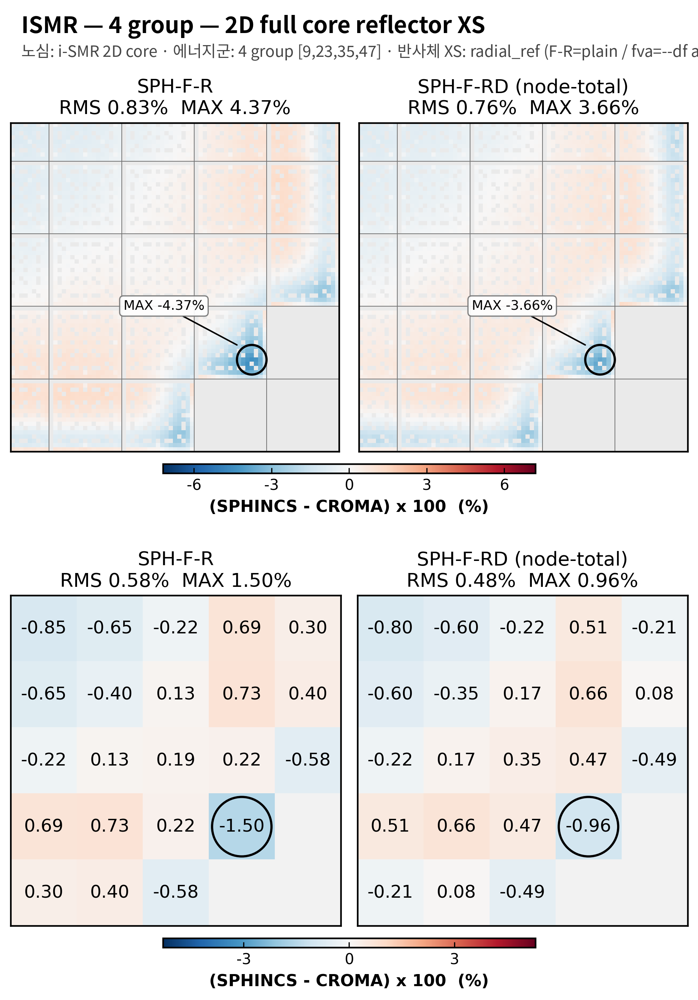 ISMR — 4 group — 2D full core reflector XS
노심: i-SMR 2D core · 에너지군: 4 group [9,23,35,47] · 반사체 XS: radial_ref (F-R=plain / fva=--df a
SPH-F-R
RMS 0.83%  MAX 4.37%
SPH-F-RD (node-total)
RMS 0.76%  MAX 3.66%
MAX -4.37%
MAX -3.66%
-6 -3 0 3 6
(SPHINCS - CROMA) x 100  (%)
SPH-F-R
RMS 0.58%  MAX 1.50%
SPH-F-RD (node-total)
RMS 0.48%  MAX 0.96%
-0.85 -0.65 -0.22 0.69 0.30
-0.65 -0.40 0.13 0.73 0.40
-0.22 0.13 0.19 0.22 -0.58
0.69 0.73 0.22 -1.50
0.30 0.40 -0.58
-0.80 -0.60 -0.22 0.51 -0.21
-0.60 -0.35 0.17 0.66 0.08
-0.22 0.17 0.35 0.47 -0.49
0.51 0.66 0.47 -0.96
-0.21 0.08 -0.49
-3 0 3
(SPHINCS - CROMA) x 100  (%)